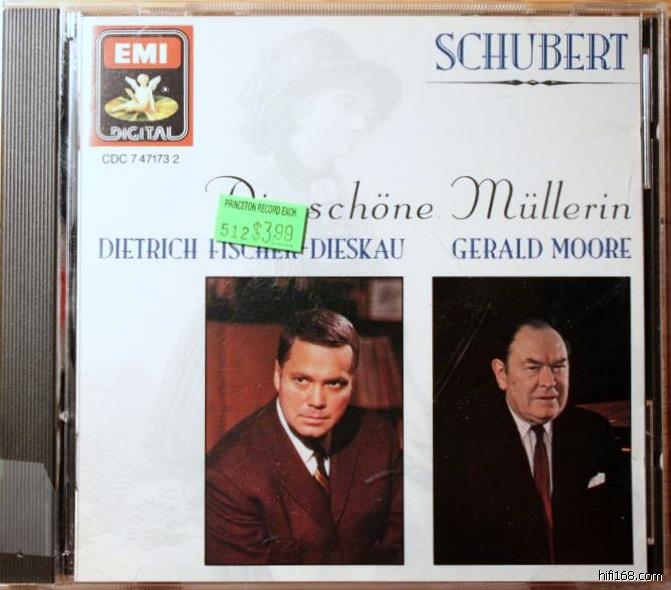 EMI
DIGITAL
CDC 7 47173 2
SCHUBERT
Die schöne Müllerin
PRINCETON RECORD EXCH.
512 $3.99
DIETRICH FISCHER-DIESKAU
GERALD MOORE
hifi168.com